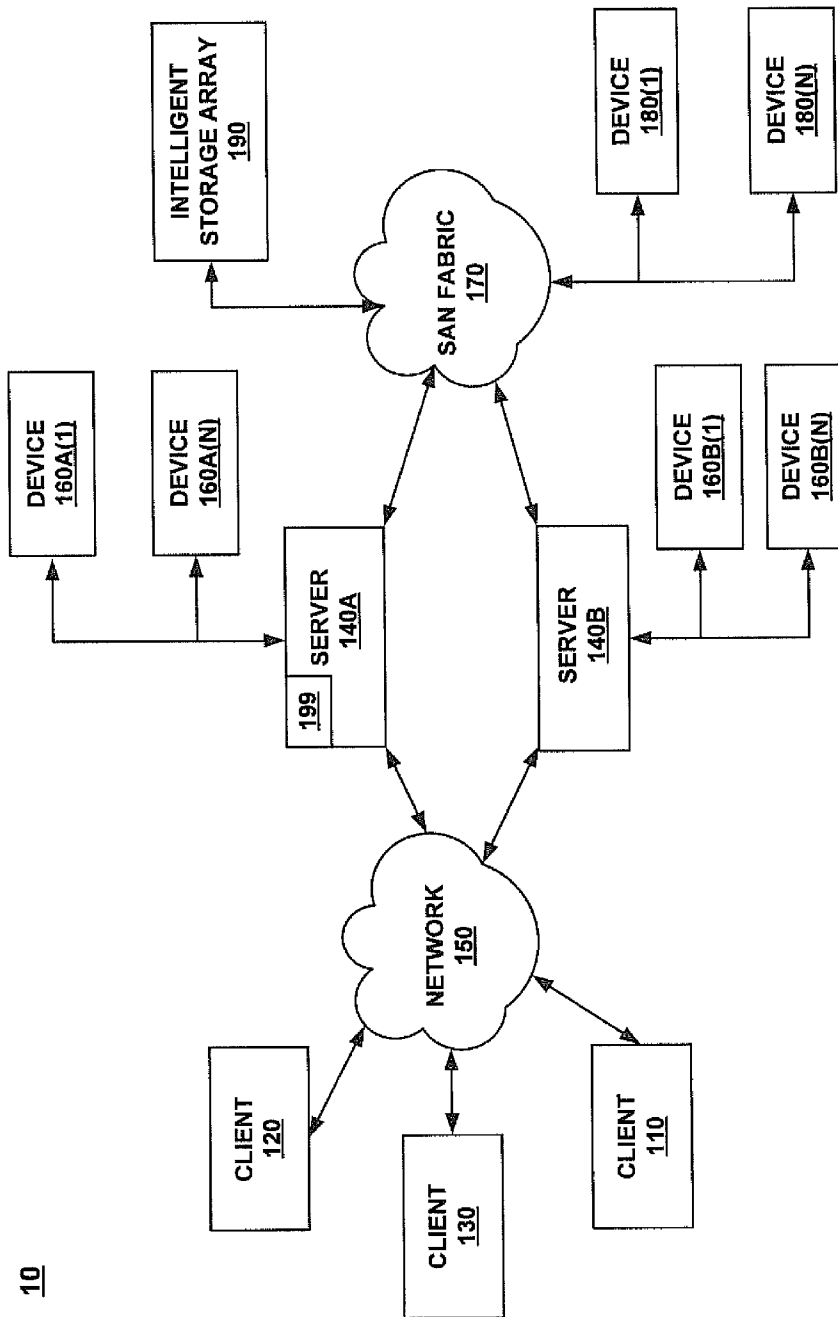 10
CLIENT
120
CLIENT
130
CLIENT
110
NETWORK
150
199
SERVER
140A
SERVER
140B
DEVICE
160A(1)
DEVICE
160A(N)
DEVICE
160B(1)
DEVICE
160B(N)
SAN FABRIC
170
INTELLIGENT
STORAGE ARRAY
190
DEVICE
180(1)
DEVICE
180(N)